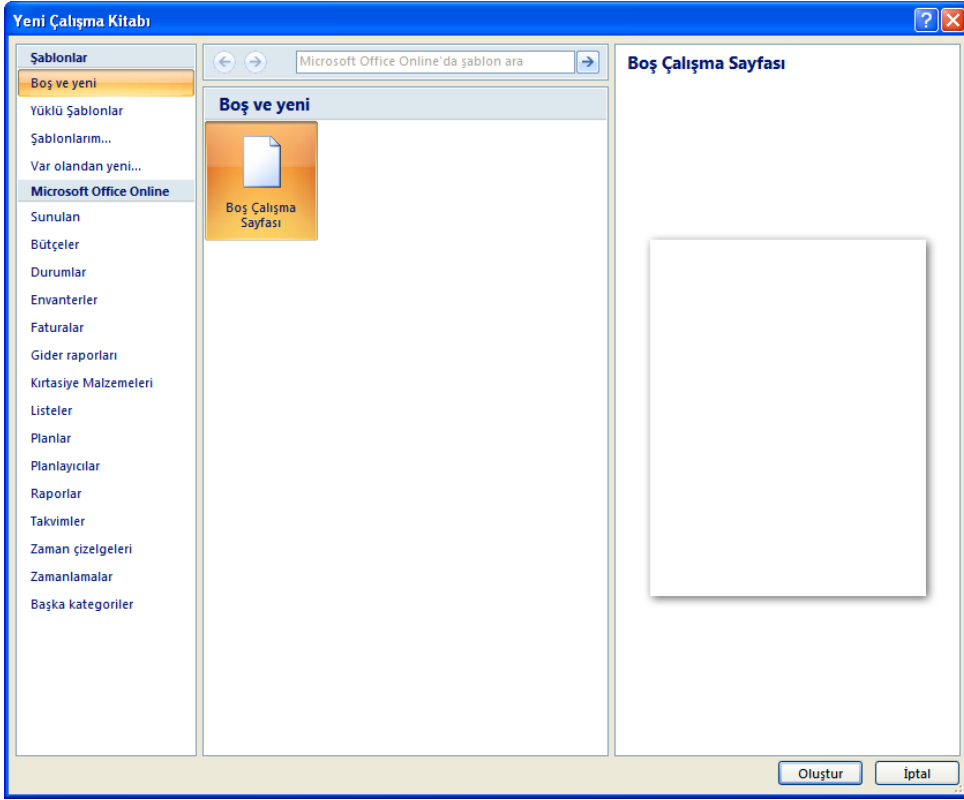 Yeni Çalışma Kitabı
Şablonlar
Boş ve yeni
Yüklü Şablonlar
Şablonlarım...
Var olandan yeni...
Microsoft Office Online
Sunulan
Bütçeler
Durumlar
Envanterler
Faturalar
Gider raporları
Kırtasiye Malzemeleri
Listeler
Planlar
Planlayıcılar
Raporlar
Takvimler
Zaman çizelgeleri
Zamanlamalar
Başka kategoriler
Microsoft Office Online'da şablon ara
Boş ve yeni
Boş Çalışma
Sayfası
Boş Çalışma Sayfası
Oluştur
İptal